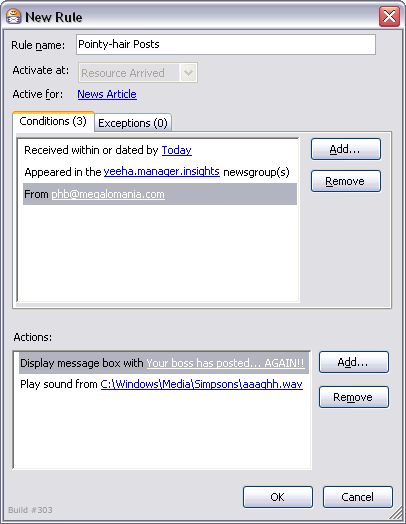 New Rule
Rule name: Pointy-hair Posts
Activate at: Resource Arrived
Active for: News Article
Conditions (3) Exceptions (0)
Received within or dated by Today
Add...
Appeared in the yeeha.manager.insights newsgroup(s)
Remove
From phb@megalomania.com
Actions:
Display message box with Your boss has posted... AGAIN!!
Add...
Play sound from C:\Windows\Media\Simpsons\aaaghh.wav
Remove
OK Cancel
Build #303